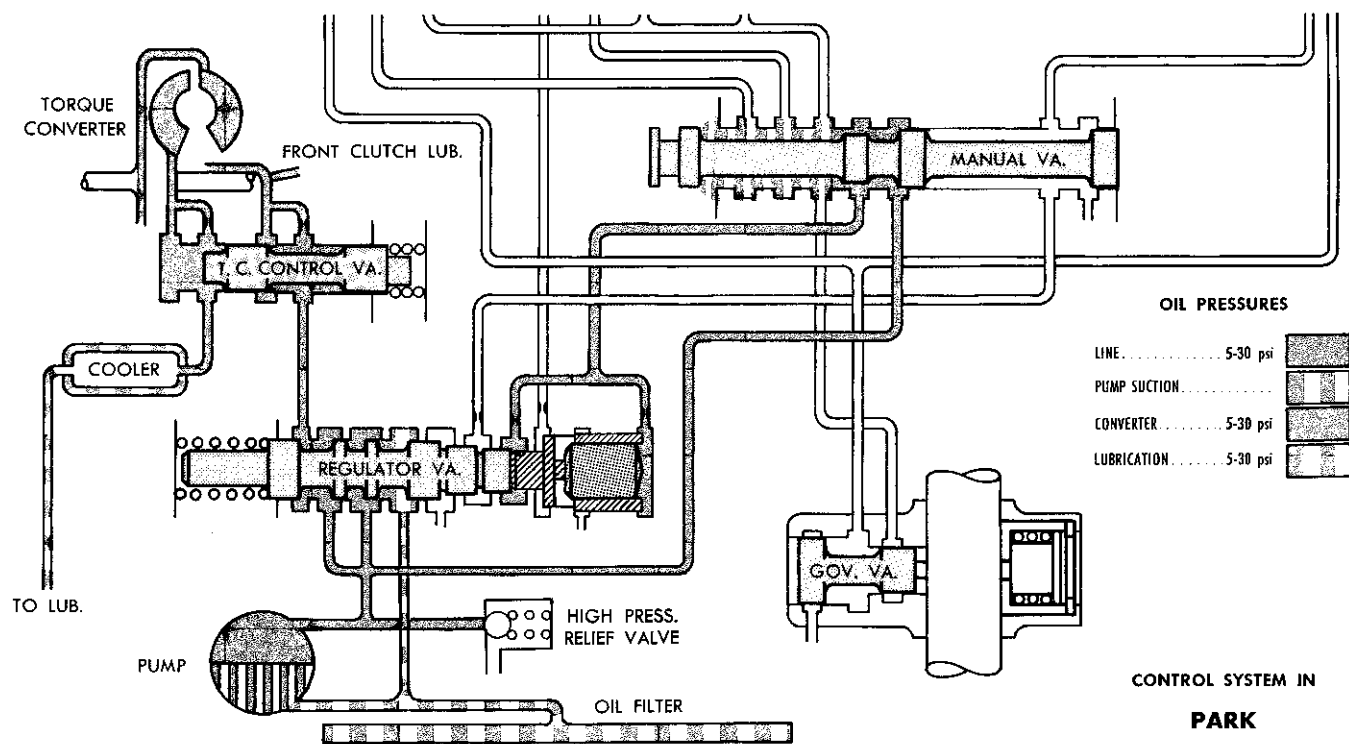 TORQUE
CONVERTER
FRONT CLUTCH LUB.
MANUAL VA.
T. C. CONTROL VA.
OIL PRESSURES
LINE............. 5-30 psi
PUMP SUCTION...........
CONVERTER ........ 5-30 psi
LUBRICATION....... 5-30 psi
COOLER
REGULATOR VA.
GOV. VA.
TO LUB.
HIGH PRESS.
RELIEF VALVE
PUMP
OIL FILTER
CONTROL SYSTEM IN
PARK